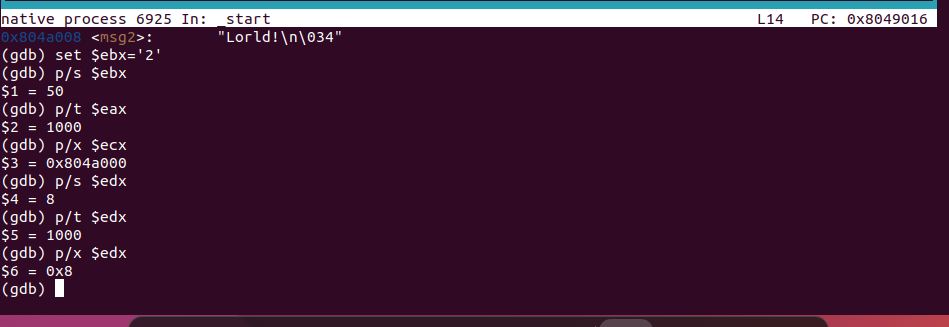 native process 6925 In: _start L14 PC: 0x8049016
0x804a008 <msg2>: "Lorld!\n\034"
(gdb) set $ebx='2'
(gdb) p/s $ebx
$1 = 50
(gdb) p/t $eax
$2 = 1000
(gdb) p/x $ecx
$3 = 0x804a000
(gdb) p/s $edx
$4 = 8
(gdb) p/t $edx
$5 = 1000
(gdb) p/x $edx
$6 = 0x8
(gdb)